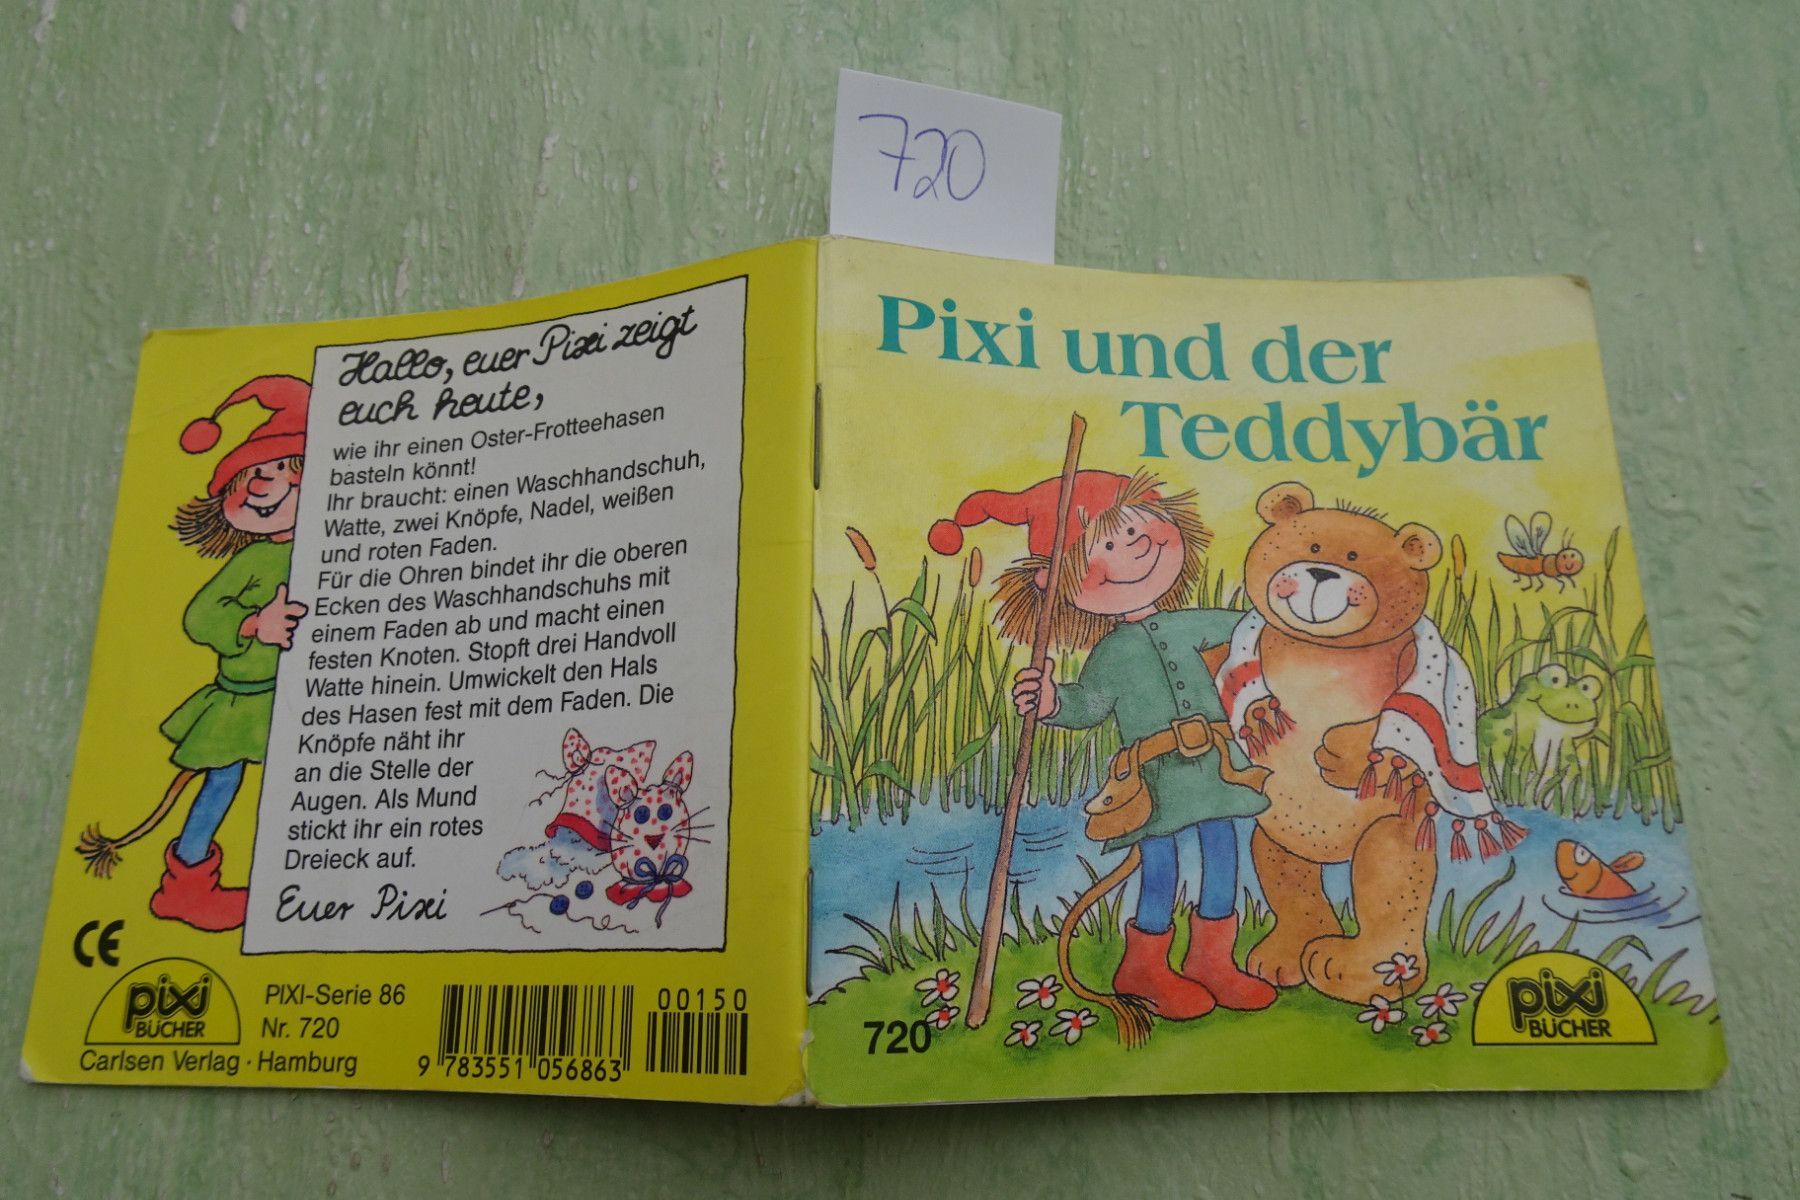 720
Hallo, euer Pixi zeigt
euch heute,
wie ihr einen Oster-Frotteehasen
basteln könnt!
Ihr braucht: einen Waschhandschuh,
Watte, zwei Knöpfe, Nadel, weißen
und roten Faden.
Für die Ohren bindet ihr die oberen
Ecken des Waschhandschuhs mit
einem Faden ab und macht einen
festen Knoten. Stopft drei Handvoll
Watte hinein. Umwickelt den Hals
des Hasen fest mit dem Faden. Die
Knöpfe näht ihr
an die Stelle der
Augen. Als Mund
stickt ihr ein rotes
Dreieck auf.
Euer Pixi
CE
pixi
BÜCHER
PIXI-Serie 86
Nr. 720
Carlsen Verlag · Hamburg
00150
9 783551 056863
Pixi und der
Teddybär
720
pixi
BÜCHER